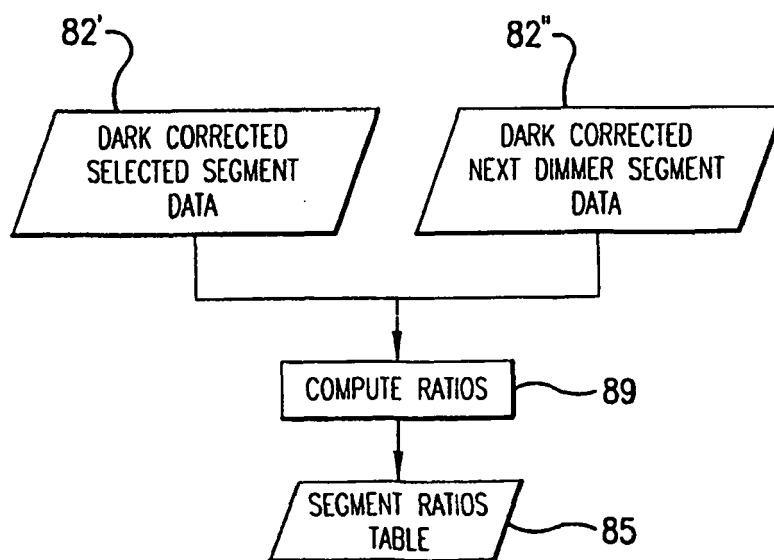 82' 82"
DARK CORRECTED
SELECTED SEGMENT
DATA
DARK CORRECTED
NEXT DIMMER SEGMENT
DATA
COMPUTE RATIOS 89
SEGMENT RATIOS
TABLE 85